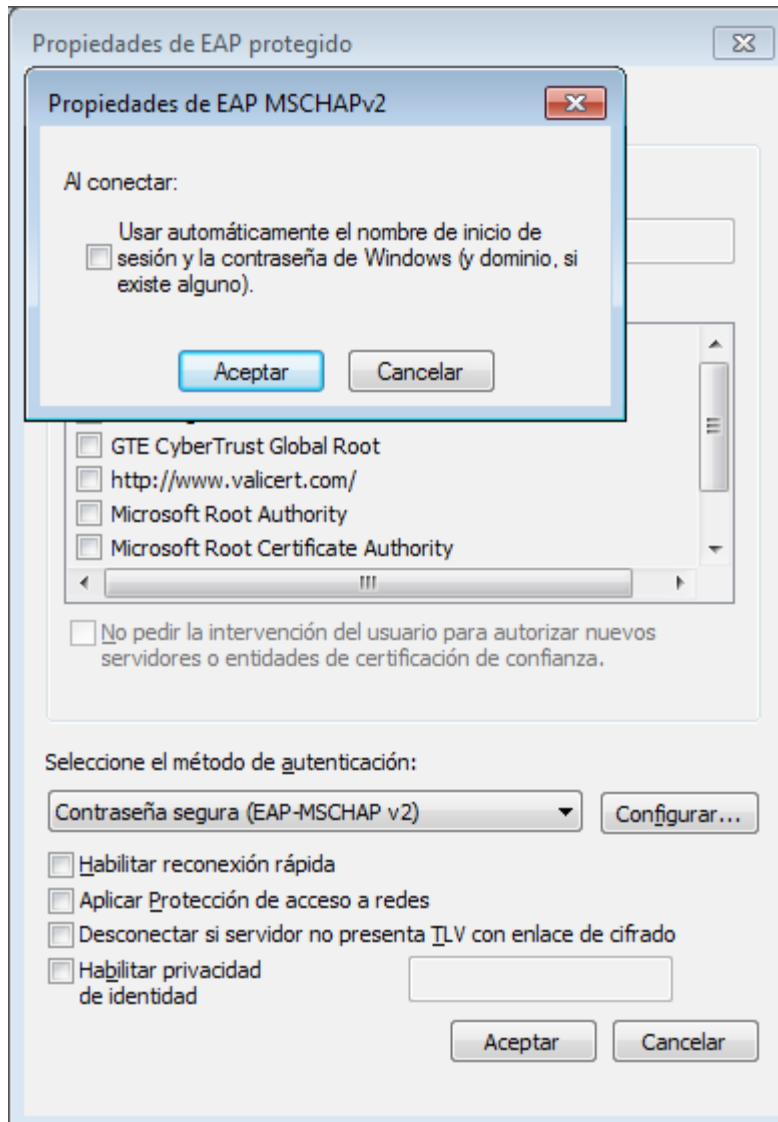 Propiedades de EAP protegido
Propiedades de EAP MSCHAPv2
Al conectar:
Usar automáticamente el nombre de inicio de
sesión y la contraseña de Windows (y dominio, si
existe alguno).
Aceptar
Cancelar
GTE CyberTrust Global Root
http://www.valicert.com/
Microsoft Root Authority
Microsoft Root Certificate Authority
No pedir la intervención del usuario para autorizar nuevos
servidores o entidades de certificación de confianza.
Seleccione el método de autenticación:
Contraseña segura (EAP-MSCHAP v2)
Configurar...
Habilitar reconexión rápida
Aplicar Protección de acceso a redes
Desconectar si servidor no presenta TLV con enlace de cifrado
Habilitar privacidad
de identidad
Aceptar
Cancelar